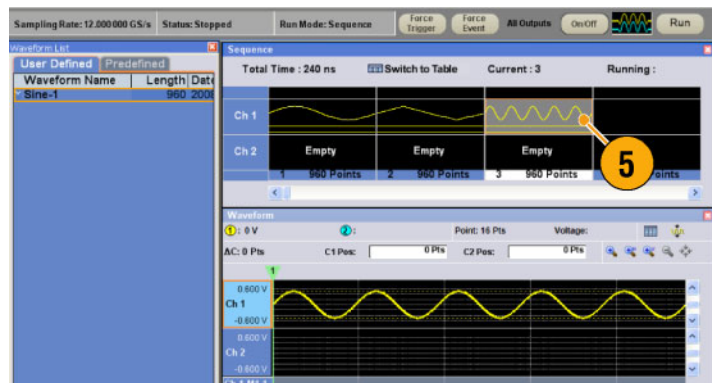 Sampling Rate: 12.000 000 GS/s Status: Stopped Run Mode: Sequence Force Trigger Force Event All Outputs On/Off Run
Waveform List
User Defined Predefined
Waveform Name Length Date
Sine-1 960 200
Sequence
Total Time : 240 ns Switch to Table Current : 3 Running :
Ch 1
Ch 2 Empty Empty Empty
1 960 Points 2 960 Points 3 960 Points oints
5
Waveform
1 : 0 V 2 : Point: 16 Pts Voltage:
ΔC: 0 Pts C1 Pos: 0 Pts C2 Pos: 0 Pts
1
0.600 V
Ch 1
-0.600 V
0.600 V
Ch 2
-0.600 V